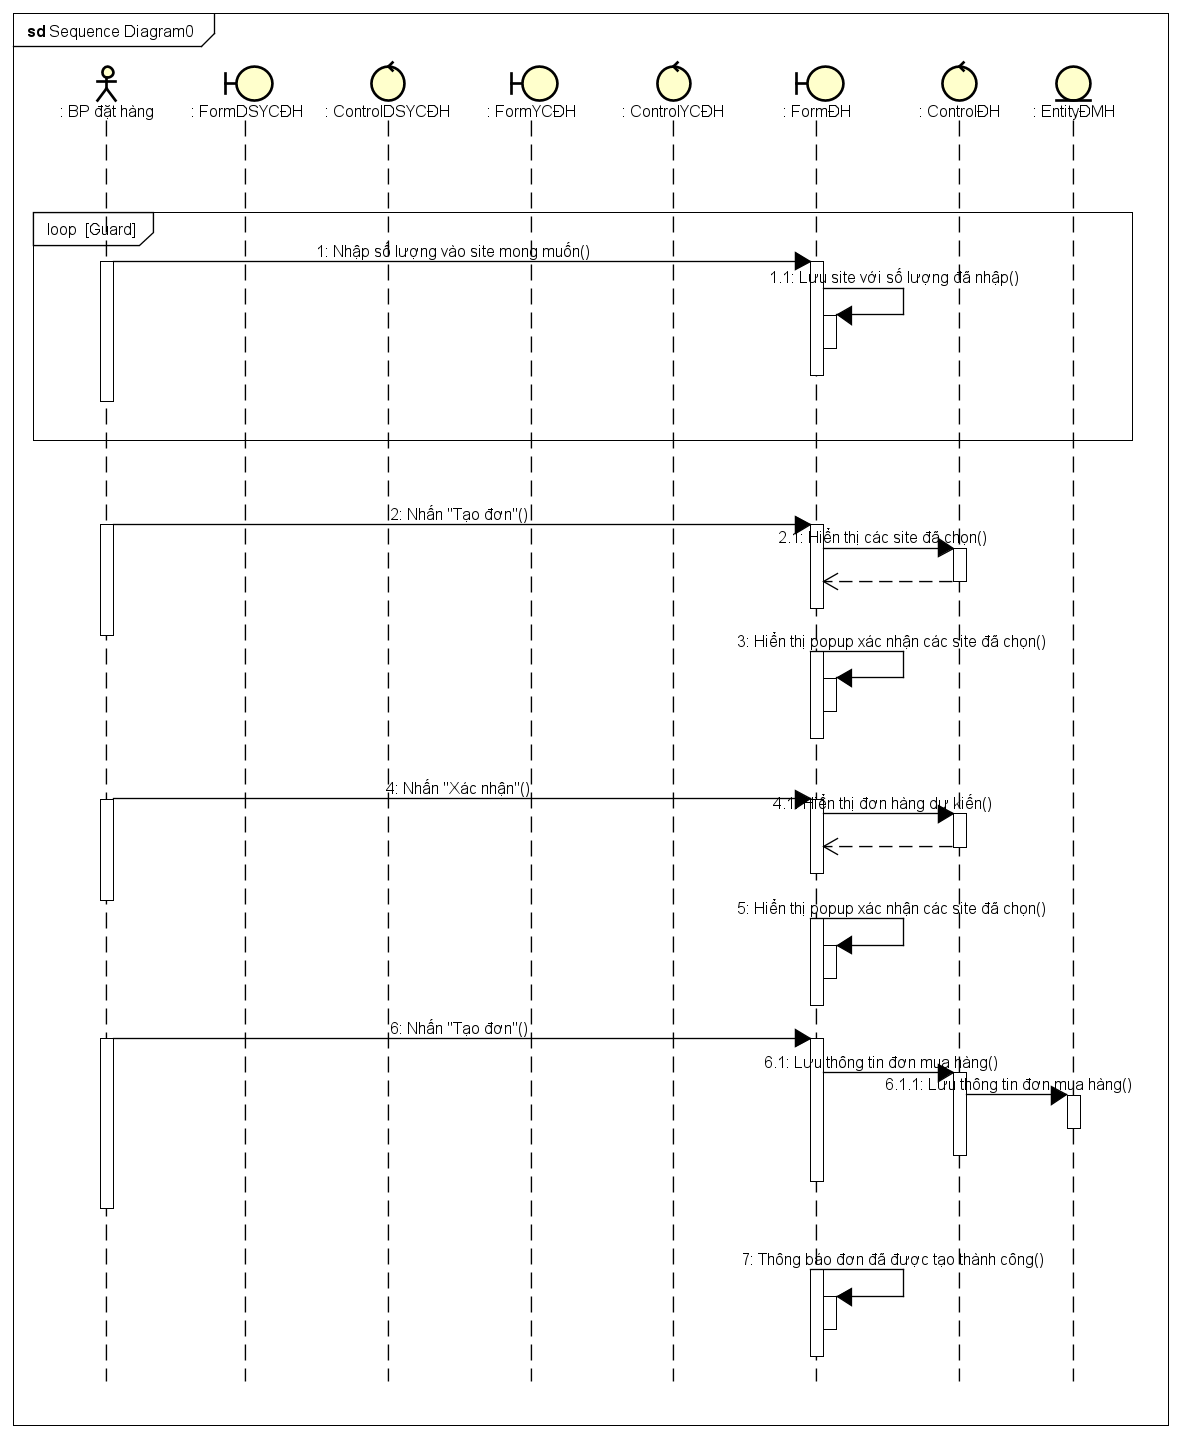 sd Sequence Diagram0
: BP đặt hàng
: FormDSYCĐH
: ControlDSYCĐH
: FormYCĐH
: ControlYCĐH
: FormĐH
: ControlĐH
: EntityĐMH
loop [Guard]
1: Nhập số lượng vào site mong muốn()
1.1: Lưu site với số lượng đã nhập()
2: Nhấn "Tạo đơn"()
2.1: Hiển thị các site đã chọn()
3: Hiển thị popup xác nhận các site đã chọn()
4: Nhấn "Xác nhận"()
4.1: Hiển thị đơn hàng dự kiến()
5: Hiển thị popup xác nhận các site đã chọn()
6: Nhấn "Tạo đơn"()
6.1: Lưu thông tin đơn mua hàng()
6.1.1: Lưu thông tin đơn mua hàng()
7: Thông báo đơn đã được tạo thành công()